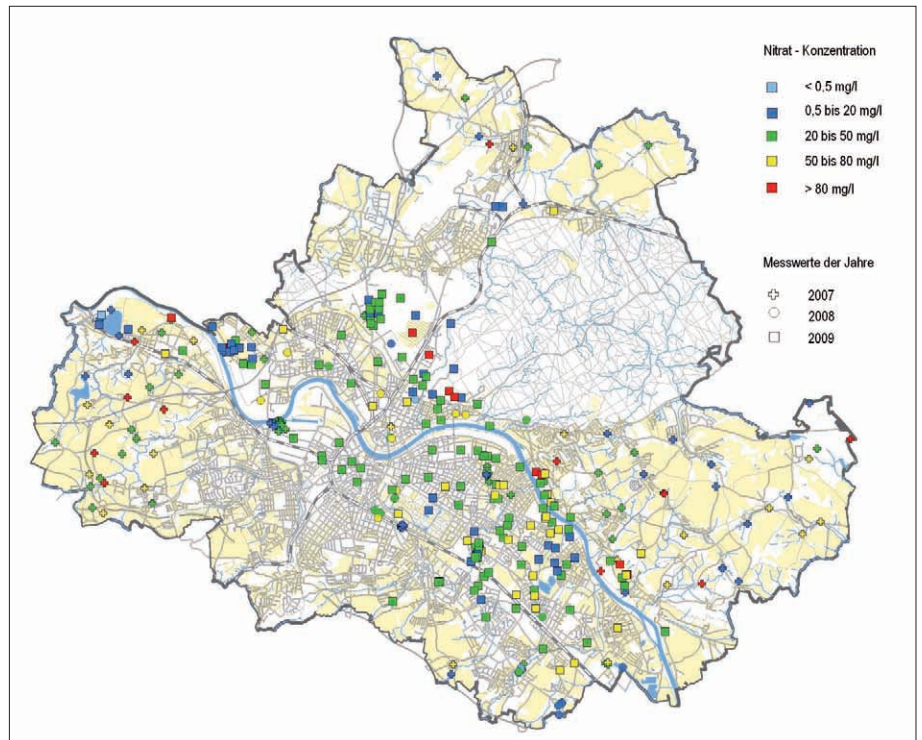 Nitrat - Konzentration
< 0,5 mg/l
0,5 bis 20 mg/l
20 bis 50 mg/l
50 bis 80 mg/l
> 80 mg/l
Messwerte der Jahre
2007
2008
2009